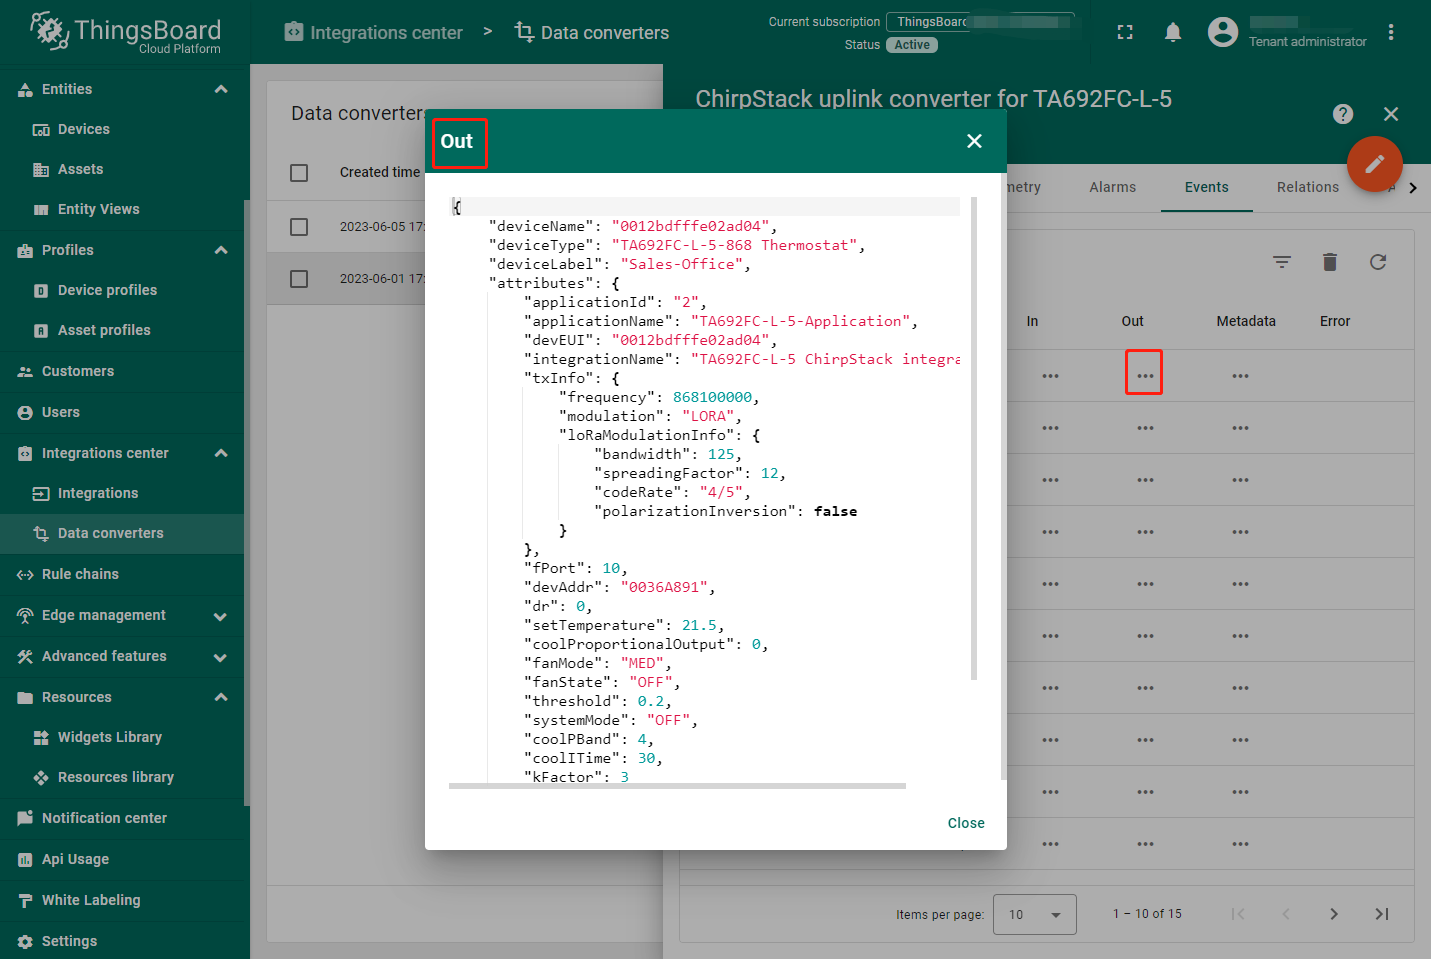 ThingsBoard
Cloud Platform
Integrations center > Data converters
Current subscription ThingsBoard
Status Active
Tenant administrator
Entities
Devices
Assets
Entity Views
Profiles
Device profiles
Asset profiles
Customers
Users
Integrations center
Integrations
Data converters
Rule chains
Edge management
Advanced features
Resources
Widgets Library
Resources library
Notification center
Api Usage
White Labeling
Settings
Data converters
Created time
2023-06-05 17:
2023-06-01 17:
ChirpStack uplink converter for TA692FC-L-5
metry Alarms Events Relations A
In Out Metadata Error
••• ••• •••
••• ••• •••
••• ••• •••
••• ••• •••
••• ••• •••
••• ••• •••
••• ••• •••
••• ••• •••
••• ••• •••
••• ••• •••
Items per page: 10 1 – 10 of 15
Out
{
"deviceName": "0012bdfffe02ad04",
"deviceType": "TA692FC-L-5-868 Thermostat",
"deviceLabel": "Sales-Office",
"attributes": {
"applicationId": "2",
"applicationName": "TA692FC-L-5-Application",
"devEUI": "0012bdfffe02ad04",
"integrationName": "TA692FC-L-5 ChirpStack integra
"txInfo": {
"frequency": 868100000,
"modulation": "LORA",
"loRaModulationInfo": {
"bandwidth": 125,
"spreadingFactor": 12,
"codeRate": "4/5",
"polarizationInversion": false
}
},
"fPort": 10,
"devAddr": "0036A891",
"dr": 0,
"setTemperature": 21.5,
"coolProportionalOutput": 0,
"fanMode": "MED",
"fanState": "OFF",
"threshold": 0.2,
"systemMode": "OFF",
"coolPBand": 4,
"coolITime": 30,
"kFactor": 3
Close